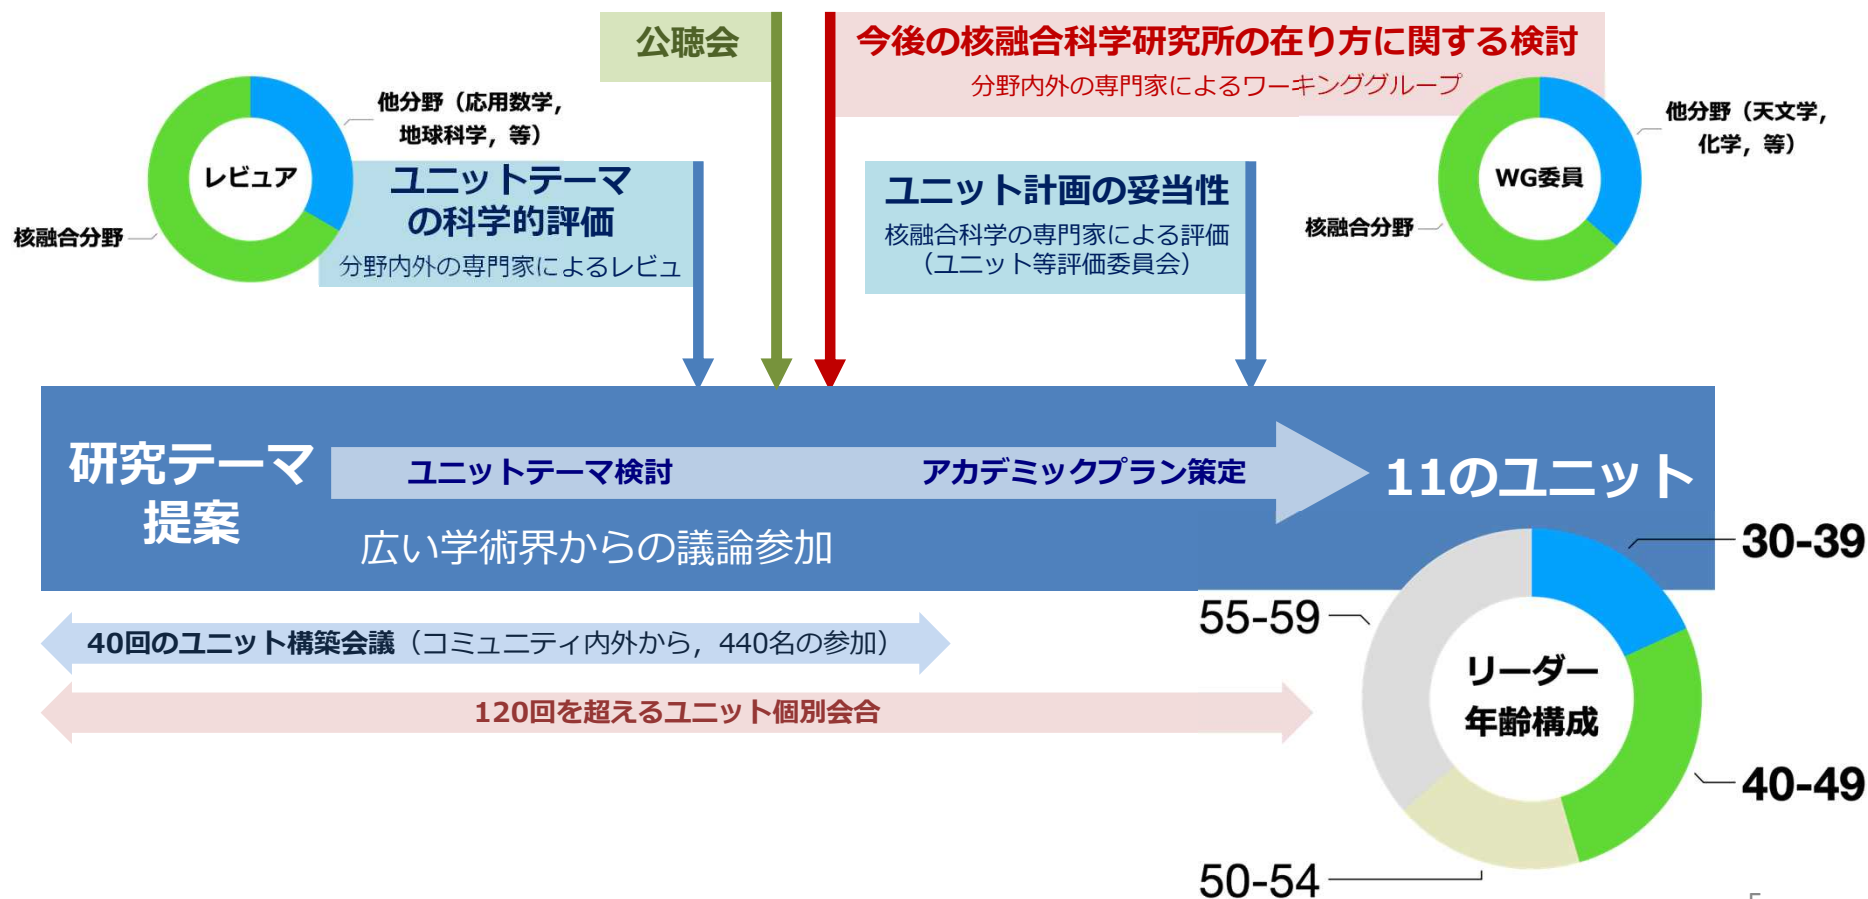 公聴会
今後の核融合科学研究所の在り方に関する検討
分野内外の専門家によるワーキンググループ
他分野（応用数学，
地球科学，等）
レビュア
核融合分野
ユニットテーマ
の科学的評価
分野内外の専門家によるレビュ
ユニット計画の妥当性
核融合科学の専門家による評価
（ユニット等評価委員会）
他分野（天文学，
化学，等）
WG委員
核融合分野
研究テーマ
提案
ユニットテーマ検討
アカデミックプラン策定
11のユニット
広い学術界からの議論参加
40回のユニット構築会議（コミュニティ内外から，440名の参加）
120回を超えるユニット個別会合
30-39
55-59
リーダー
年齢構成
40-49
50-54